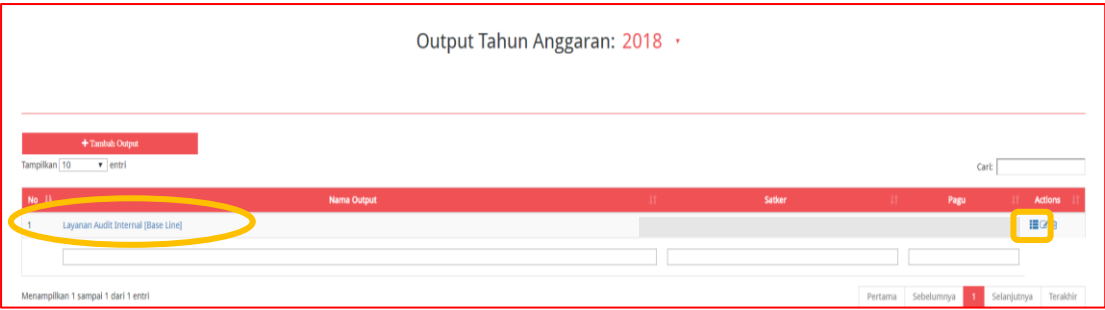 Output Tahun Anggaran: 2018
+ Tambah Output
Tampilkan 10 entri
Cari:
No Nama Output Satker Pagu Actions
1 Layanan Audit Internal [Base Line]
Menampilkan 1 sampai 1 dari 1 entri
Pertama Sebelumnya 1 Selanjutnya Terakhir